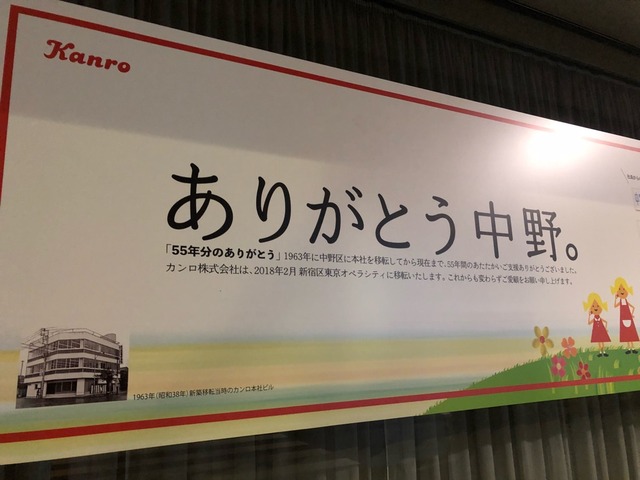 Kanro
ありがとう中野。
「55年分のありがとう」1963年に中野区に本社を移転してから現在まで、55年間のあたたかいご支援ありがとうございました。
カンロ株式会社は、2018年2月 新宿区東京オペラシティに移転いたします。これからも変わらずご愛顧をお願い申し上げます。
1963年(昭和38年)新築移転当時のカンロ本社ビル